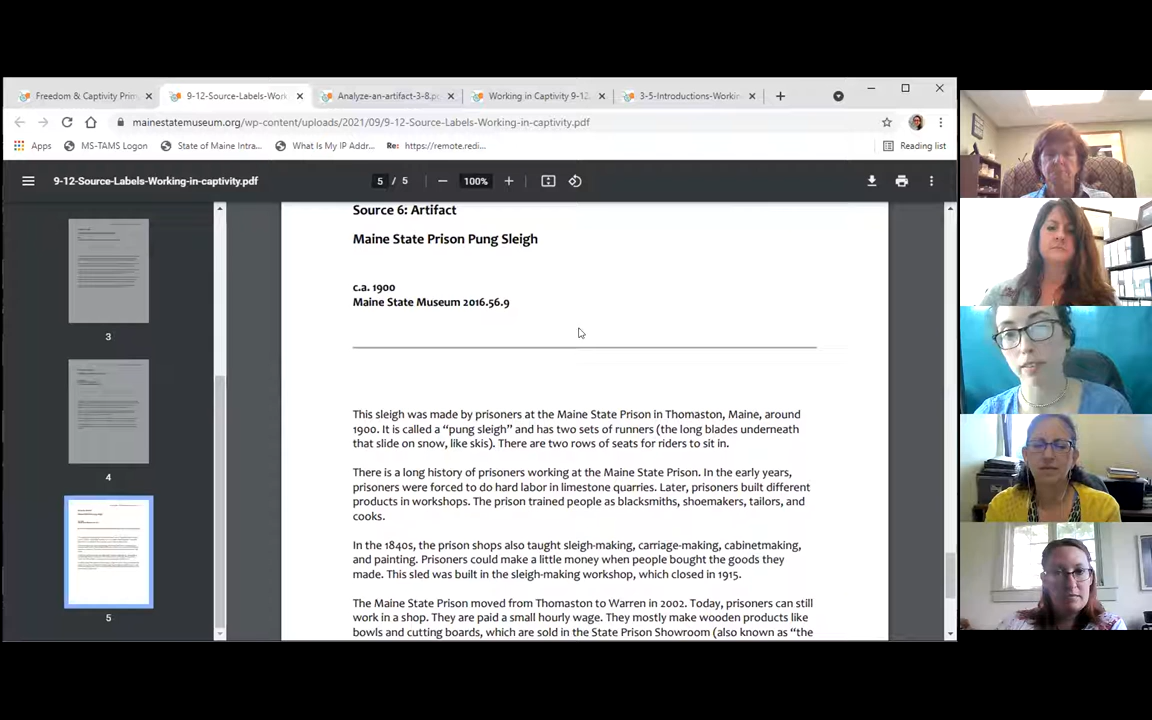 Freedom & Captivity Prim
9-12-Source-Labels-Work
Analyze-an-artifact-3-8.p
Working in Captivity 9-12.
3-5-Introductions-Workin
mainestatemuseum.org/wp-content/uploads/2021/09/9-12-Source-Labels-Working-in-captivity.pdf
Apps
MS-TAMS Logon
State of Maine Intra...
What Is My IP Addr...
Re: https://remote.redi...
Reading list
9-12-Source-Labels-Working-in-captivity.pdf
5 / 5
100%
3
4
5
Source 6: Artifact
Maine State Prison Pung Sleigh
c.a. 1900
Maine State Museum 2016.56.9
This sleigh was made by prisoners at the Maine State Prison in Thomaston, Maine, around
1900. It is called a “pung sleigh” and has two sets of runners (the long blades underneath
that slide on snow, like skis). There are two rows of seats for riders to sit in.
There is a long history of prisoners working at the Maine State Prison. In the early years,
prisoners were forced to do hard labor in limestone quarries. Later, prisoners built different
products in workshops. The prison trained people as blacksmiths, shoemakers, tailors, and
cooks.
In the 1840s, the prison shops also taught sleigh-making, carriage-making, cabinetmaking,
and painting. Prisoners could make a little money when people bought the goods they
made. This sled was built in the sleigh-making workshop, which closed in 1915.
The Maine State Prison moved from Thomaston to Warren in 2002. Today, prisoners can still
work in a shop. They are paid a small hourly wage. They mostly make wooden products like
bowls and cutting boards, which are sold in the State Prison Showroom (also known as “the